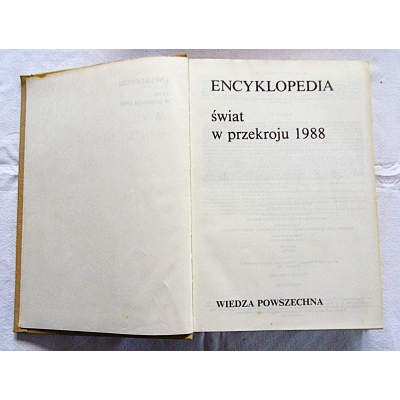 ENCYKLOPEDIA
świat
w przekroju 1988
WIEDZA POWSZECHNA